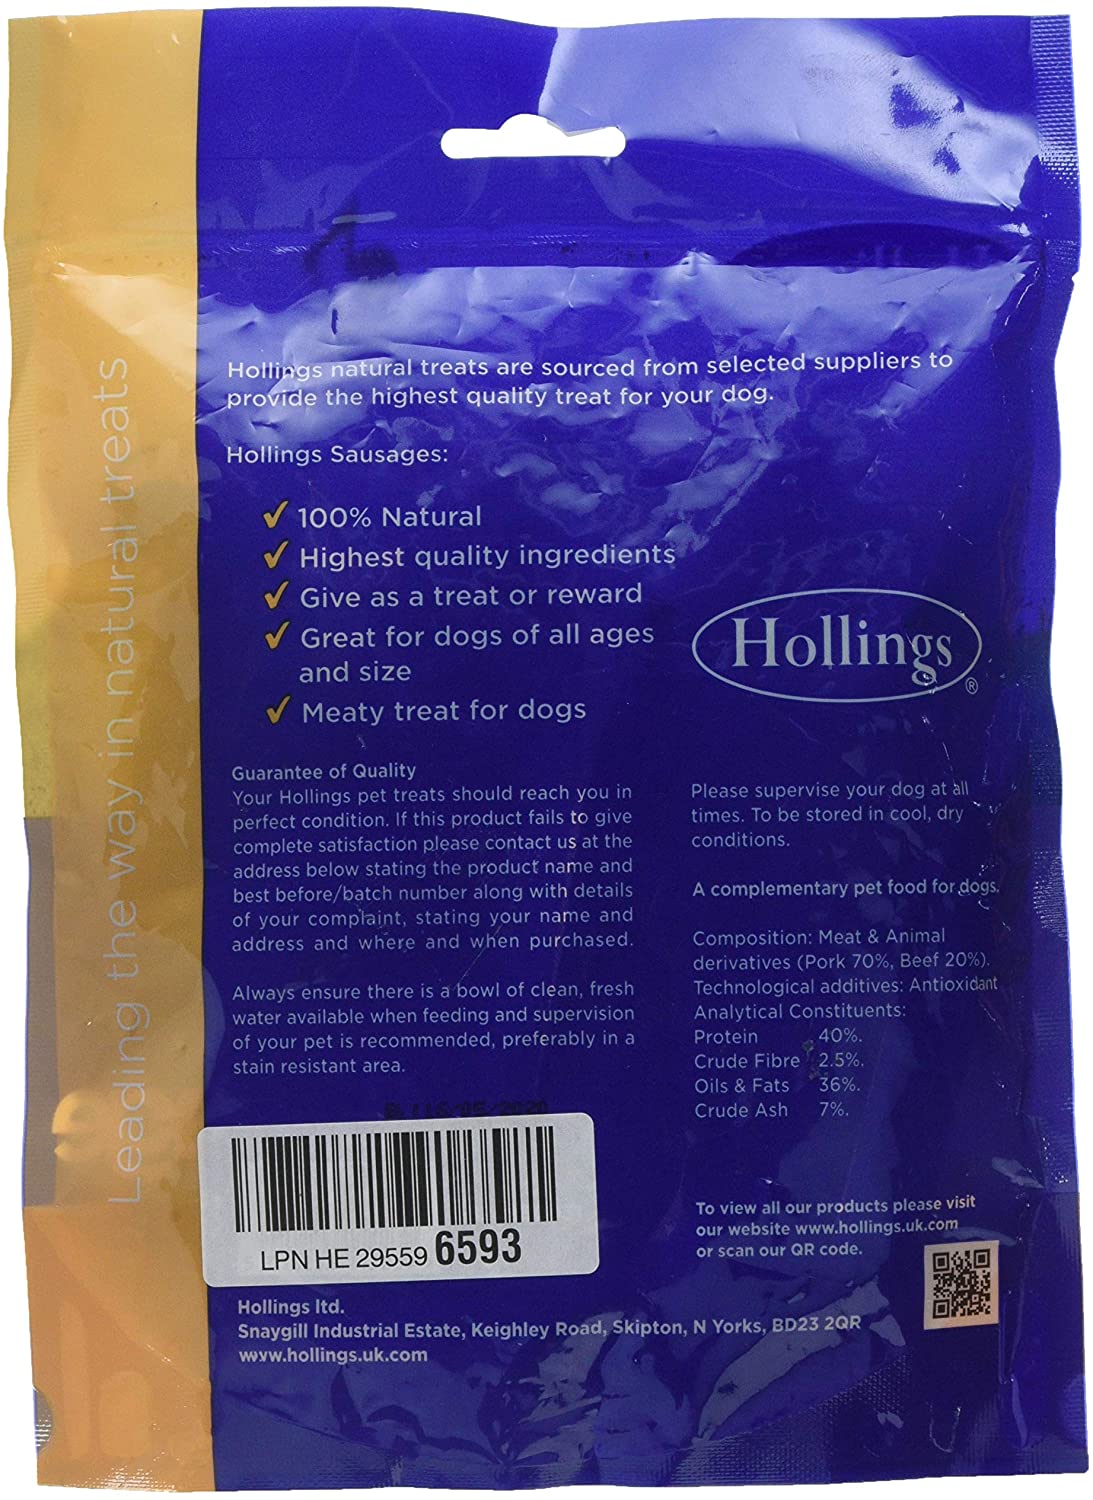 Leading the way in natural treats
Hollings natural treats are sourced from selected suppliers to
provide the highest quality treat for your dog.
Hollings Sausages:
✓ 100% Natural
✓ Highest quality ingredients
✓ Give as a treat or reward
✓ Great for dogs of all ages
and size
✓ Meaty treat for dogs
Hollings
®
Guarantee of Quality
Your Hollings pet treats should reach you in
perfect condition. If this product fails to give
complete satisfaction please contact us at the
address below stating the product name and
best before/batch number along with details
of your complaint, stating your name and
address and where and when purchased.
Always ensure there is a bowl of clean, fresh
water available when feeding and supervision
of your pet is recommended, preferably in a
stain resistant area.
Please supervise your dog at all
times. To be stored in cool, dry
conditions.
A complementary pet food for dogs.
Composition: Meat & Animal
derivatives (Pork 70%, Beef 20%).
Technological additives: Antioxidant
Analytical Constituents:
Protein 40%.
Crude Fibre 2.5%.
Oils & Fats 36%.
Crude Ash 7%.
LPN HE 29559 6593
To view all our products please visit
our website www.hollings.uk.com
or scan our QR code.
Hollings ltd.
Snaygill Industrial Estate, Keighley Road, Skipton, N Yorks, BD23 2QR
www.hollings.uk.com